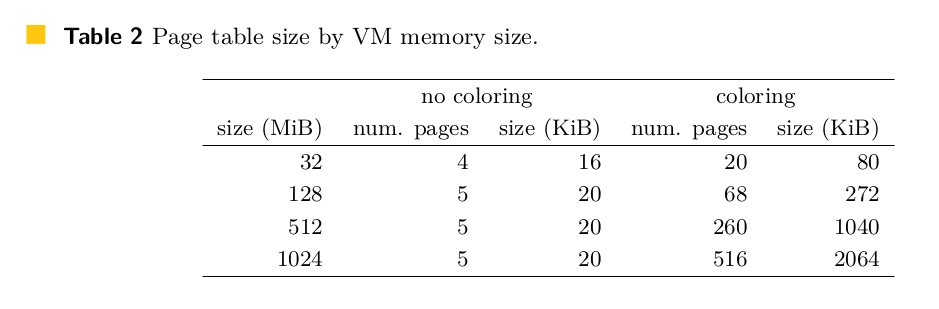 Table 2 Page table size by VM memory size.
no coloring coloring
size (MiB) num. pages size (KiB) num. pages size (KiB)
32 4 16 20 80
128 5 20 68 272
512 5 20 260 1040
1024 5 20 516 2064